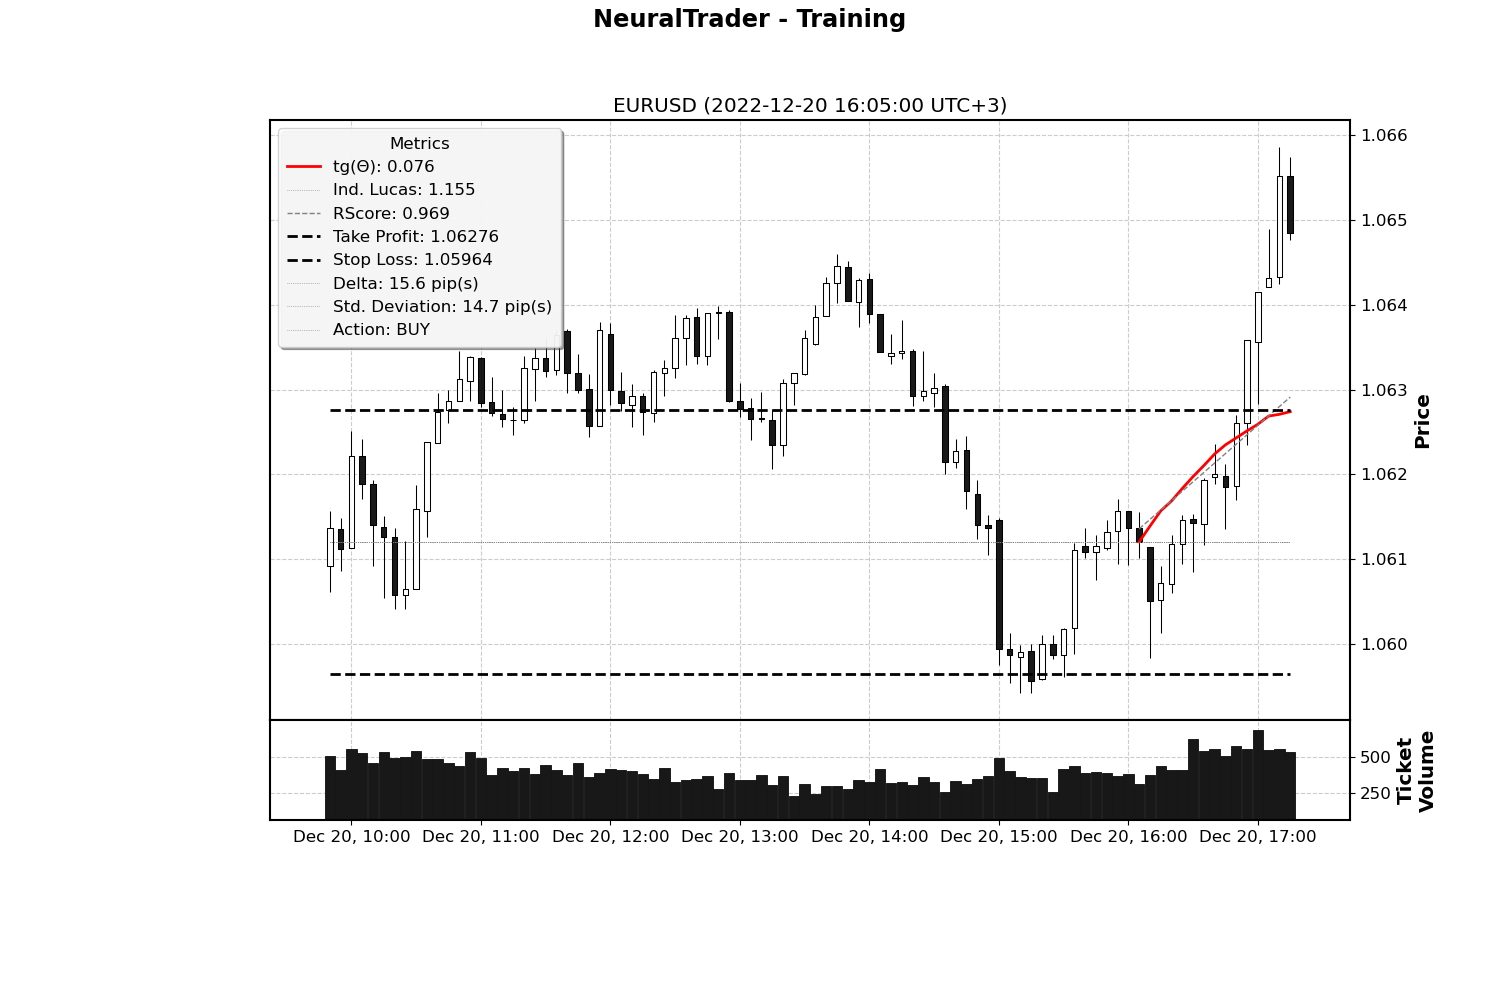 NeuralTrader - Training
EURUSD (2022-12-20 16:05:00 UTC+3)
Metrics
tg(Θ): 0.076
Ind. Lucas: 1.155
RScore: 0.969
Take Profit: 1.06276
Stop Loss: 1.05964
Delta: 15.6 pip(s)
Std. Deviation: 14.7 pip(s)
Action: BUY
1.066
1.065
1.064
1.063
1.062
1.061
1.060
Price
500
250
Ticket
Volume
Dec 20, 10:00
Dec 20, 11:00
Dec 20, 12:00
Dec 20, 13:00
Dec 20, 14:00
Dec 20, 15:00
Dec 20, 16:00
Dec 20, 17:00